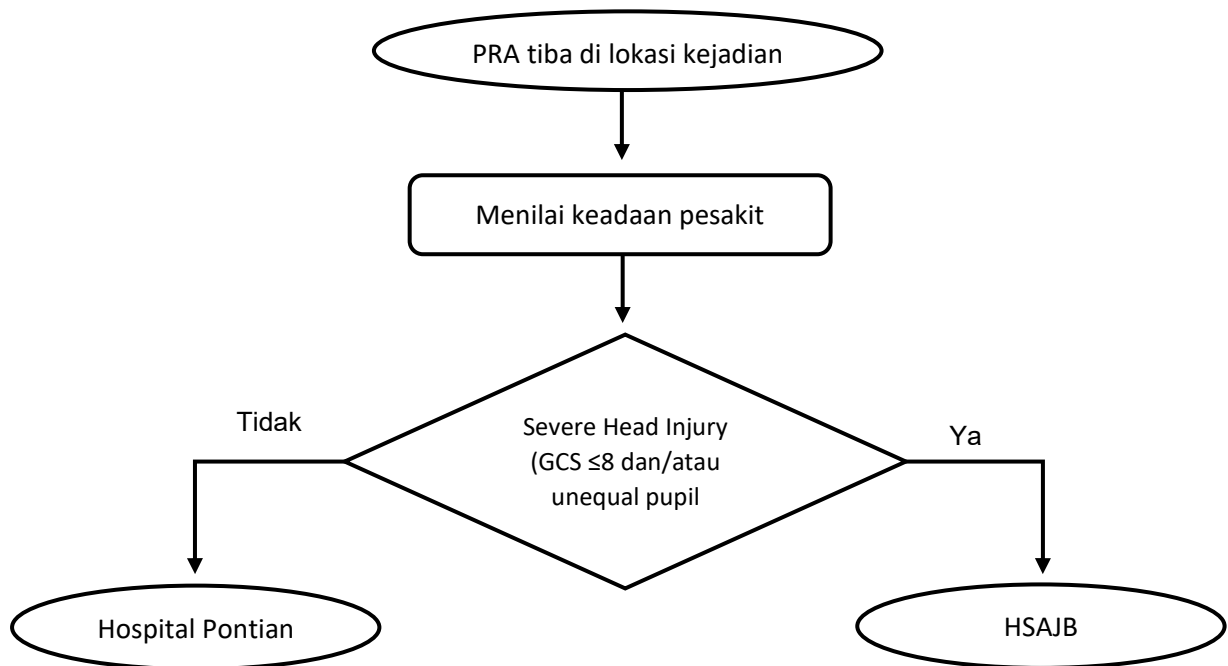 PRA tiba di lokasi kejadian
Menilai keadaan pesakit
Tidak
Severe Head Injury
(GCS ≤8 dan/atau
unequal pupil
Ya
Hospital Pontian
HSAJB